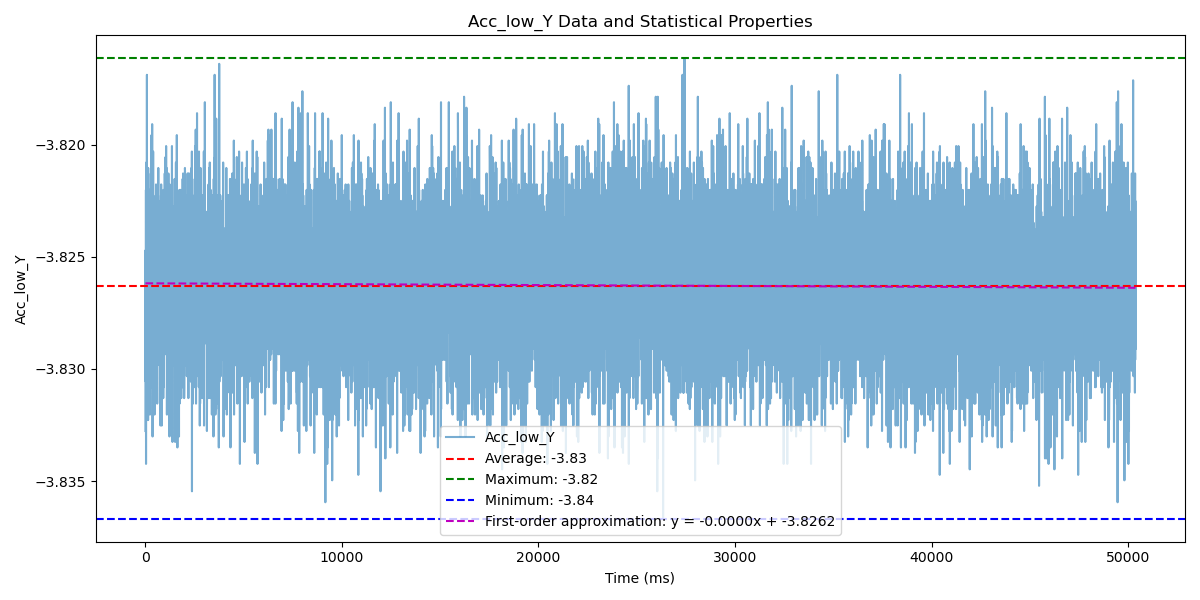 Acc_low_Y Data and Statistical Properties
Acc_low_Y
−3.820
−3.825
−3.830
−3.835
Acc_low_Y
Average: -3.83
Maximum: -3.82
Minimum: -3.84
First-order approximation: y = -0.0000x + -3.8262
0 10000 20000 30000 40000 50000
Time (ms)